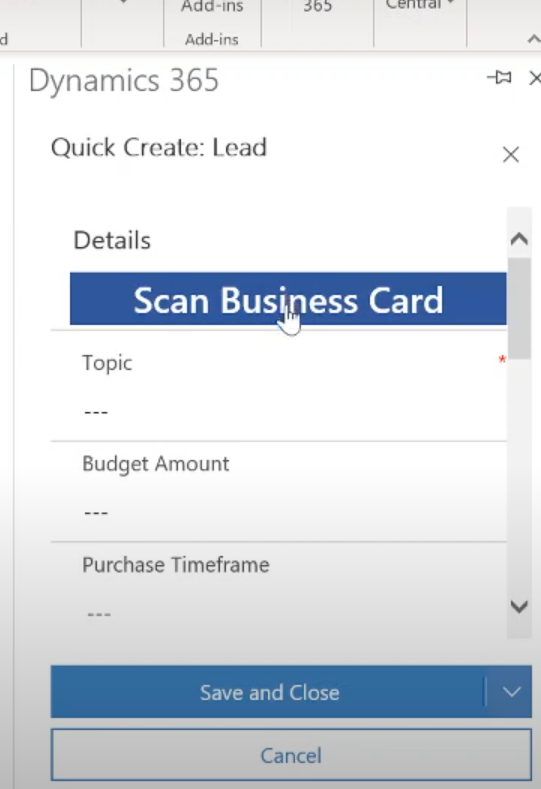 Add-ins
365
Central
d
Add-ins
Dynamics 365
Quick Create: Lead
Details
Scan Business Card
Topic
*
---
Budget Amount
---
Purchase Timeframe
---
Save and Close
Cancel